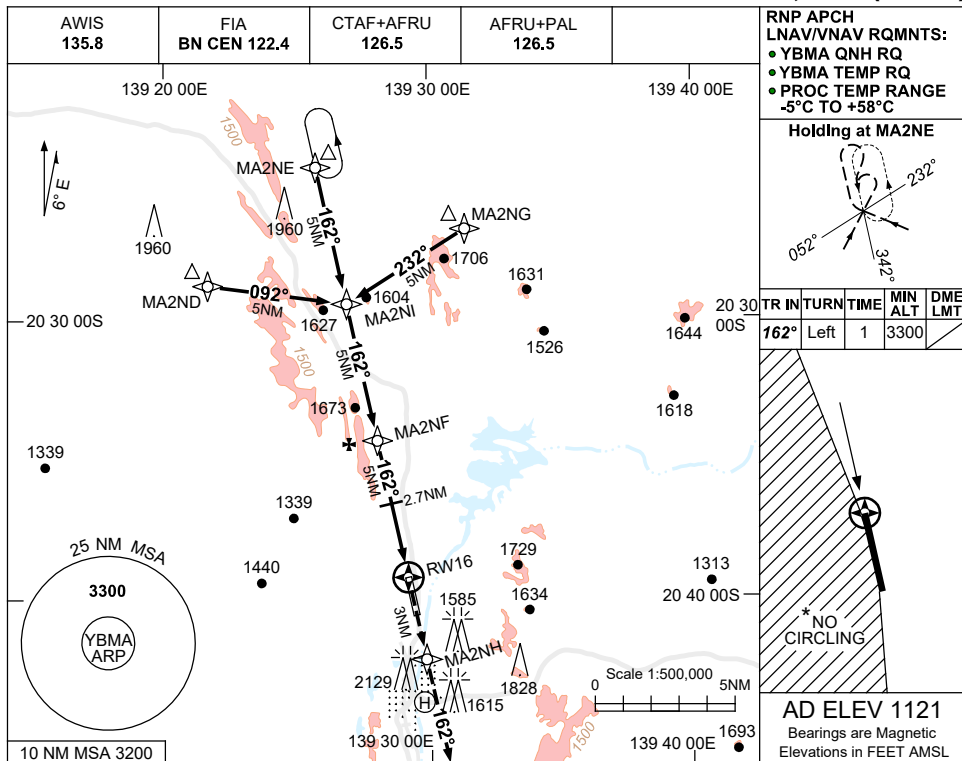 AWIS
135.8
FIA
BN CEN 122.4
CTAF+AFRU
126.5
AFRU+PAL
126.5
RNP APCH
LNAV/VNAV RQMNTS:
YBMA QNH RQ
YBMA TEMP RQ
PROC TEMP RANGE
-5°C TO +58°C
139 20 00E
139 30 00E
139 40 00E
Holding at MA2NE
232°
052°
342°
TR IN TURN TIME MIN ALT DME LMT
162° Left 1 3300
6° E
1500
MA2NE
1960
1960
162°
5NM
MA2NG
232°
5NM
1706
MA2ND
092°
5NM
1604
MA2NI
1627
1631
20 30 00S
20 30 00S
1526
1644
1500
162°
5NM
1673
1618
MA2NF
1339
162°
5NM
2.7NM
1339
25 NM MSA
3300
YBMA
ARP
1440
RW16
1729
1313
1634
20 40 00S
3NM
1585
MA2NH
2129
1615
H
1828
Scale 1:500,000
0 5NM
162°
1500
139 30 00E
139 40 00E
1693
10 NM MSA 3200
*NO
CIRCLING
AD ELEV 1121
Bearings are Magnetic
Elevations in FEET AMSL